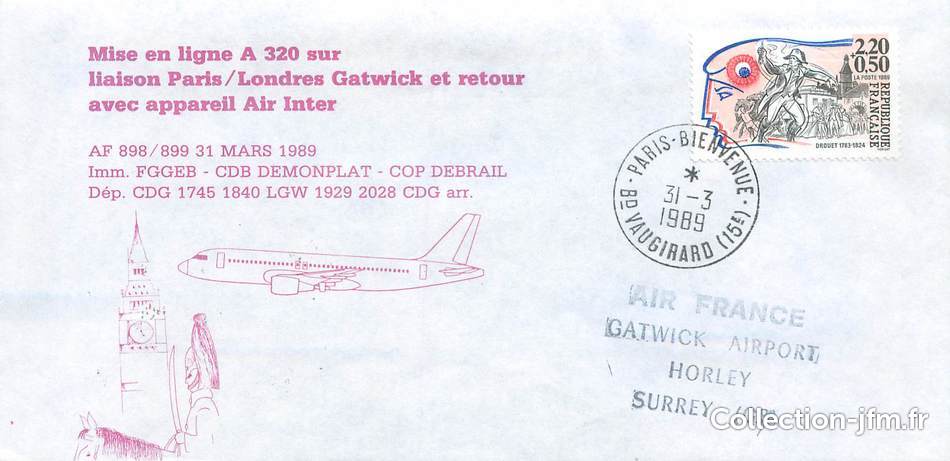 Mise en ligne A 320 sur
liaison Paris/Londres Gatwick et retour
avec appareil Air Inter
AF 898/899 31 MARS 1989
Imm. FGGEB - CDB DEMONPLAT - COP DEBRAIL
Dép. CDG 1745 1840 LGW 1929 2028 CDG arr.
2,20
+0,50
LA POSTE 1989
REPUBLIQUE
FRANÇAISE
DROUET 1763-1824
PARIS-BIENVENUE
*
31-3
1989
BD VAUGIRARD (15E)
AIR FRANCE
GATWICK AIRPORT
HORLEY
SURREY
Collection-jfm.fr